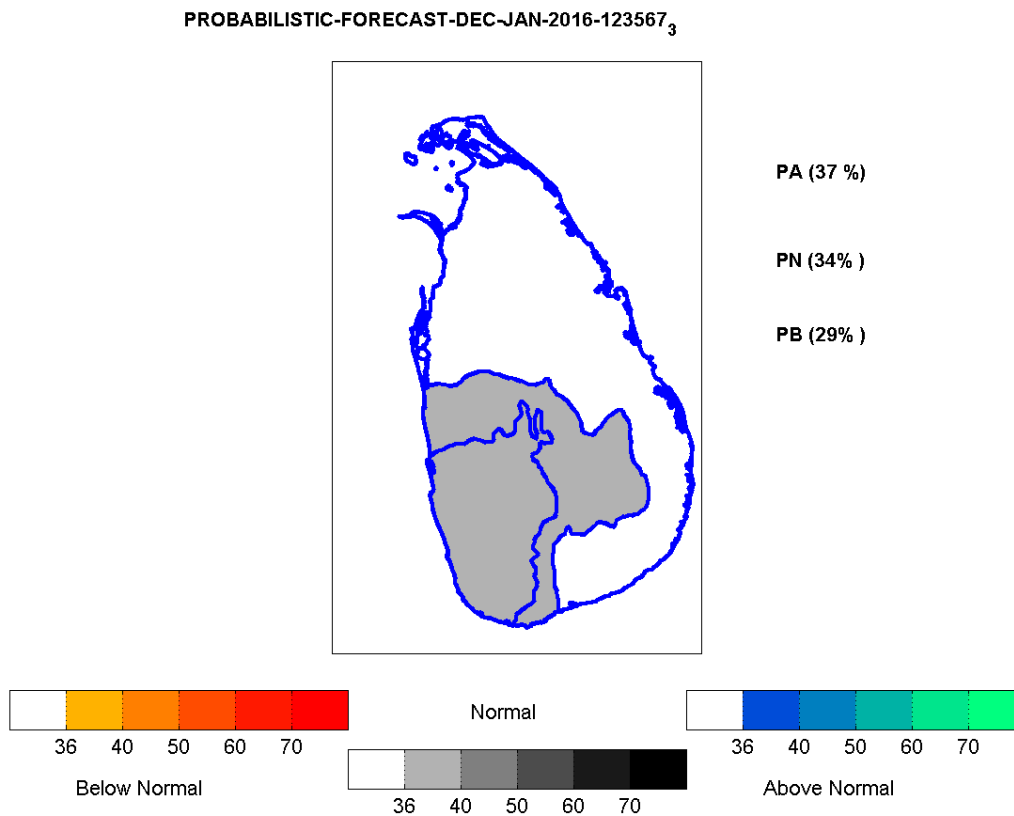 PROBABILISTIC-FORECAST-DEC-JAN-2016-123567₃
PA (37 %)
PN (34% )
PB (29% )
36 40 50 60 70
Below Normal
Normal
36 40 50 60 70
36 40 50 60 70
Above Normal